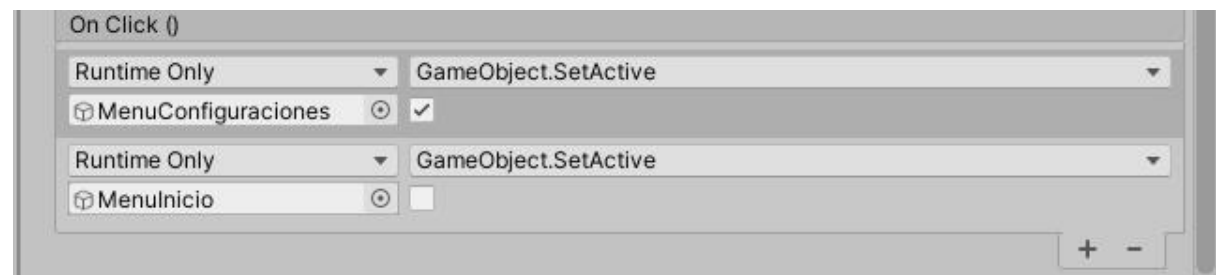 On Click ()
Runtime Only GameObject.SetActive
MenuConfiguraciones
Runtime Only GameObject.SetActive
MenuInicio